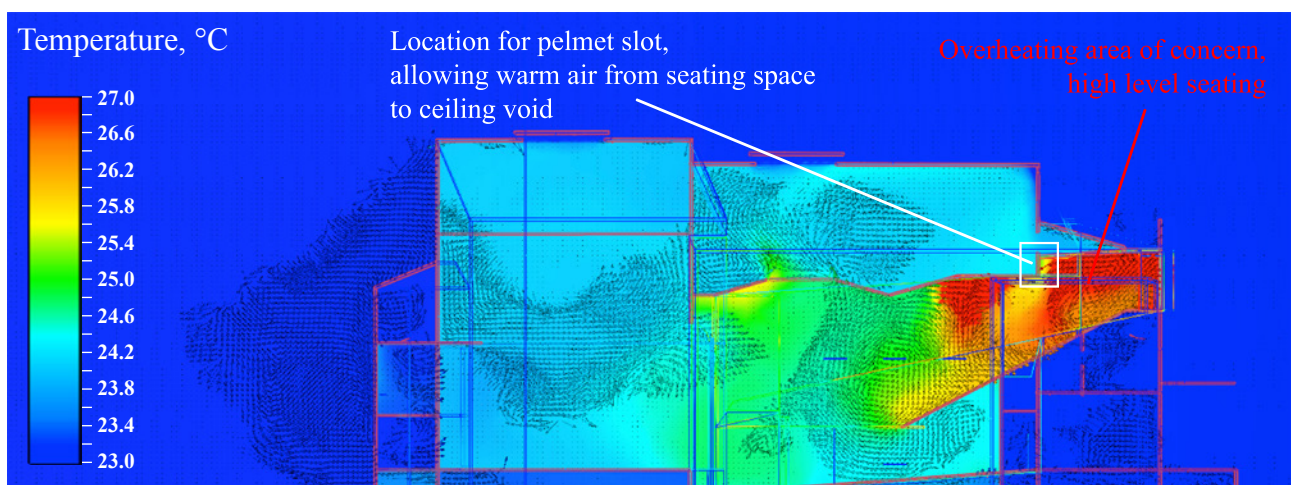 Temperature, °C
Location for pelmet slot,
allowing warm air from seating space
to ceiling void
Overheating area of concern,
high level seating
27.0
26.6
26.2
25.8
25.4
25.0
24.6
24.2
23.8
23.4
23.0